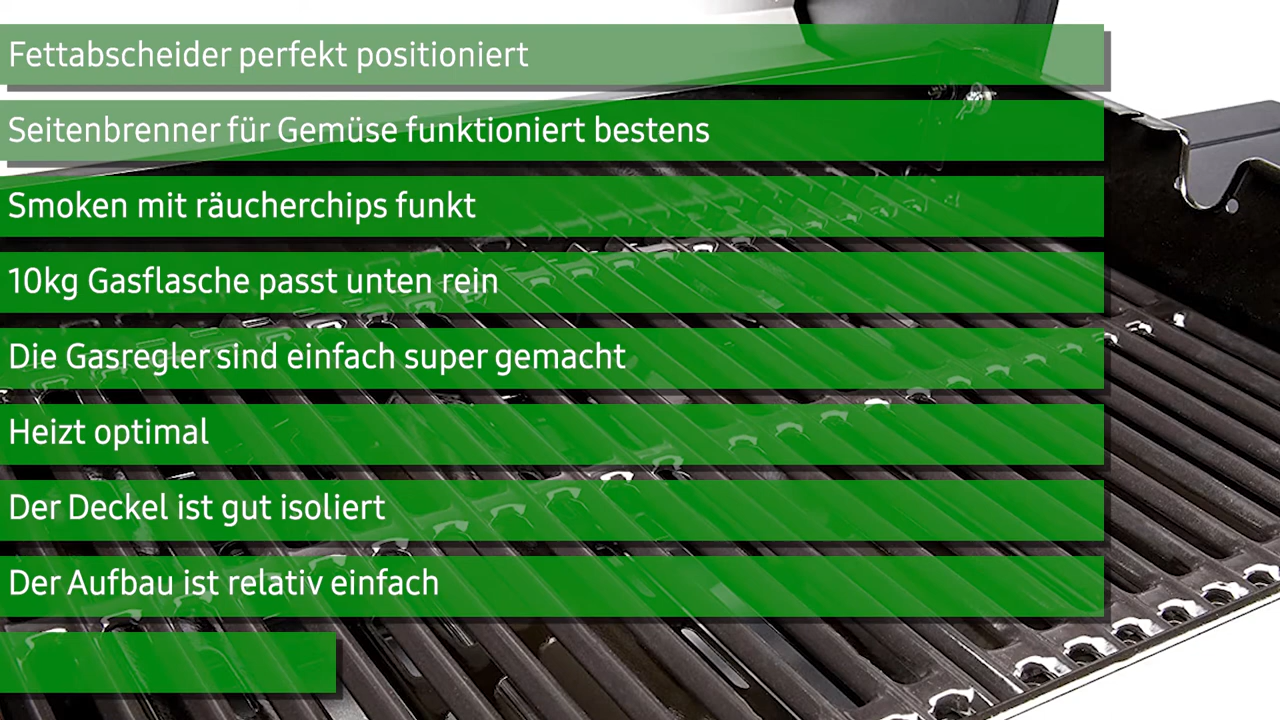 Fettabscheider perfekt positioniert
Seitenbrenner für Gemüse funktioniert bestens
Smoken mit räucherchips funkt
10kg Gasflasche passt unten rein
Die Gasregler sind einfach super gemacht
Heizt optimal
Der Deckel ist gut isoliert
Der Aufbau ist relativ einfach